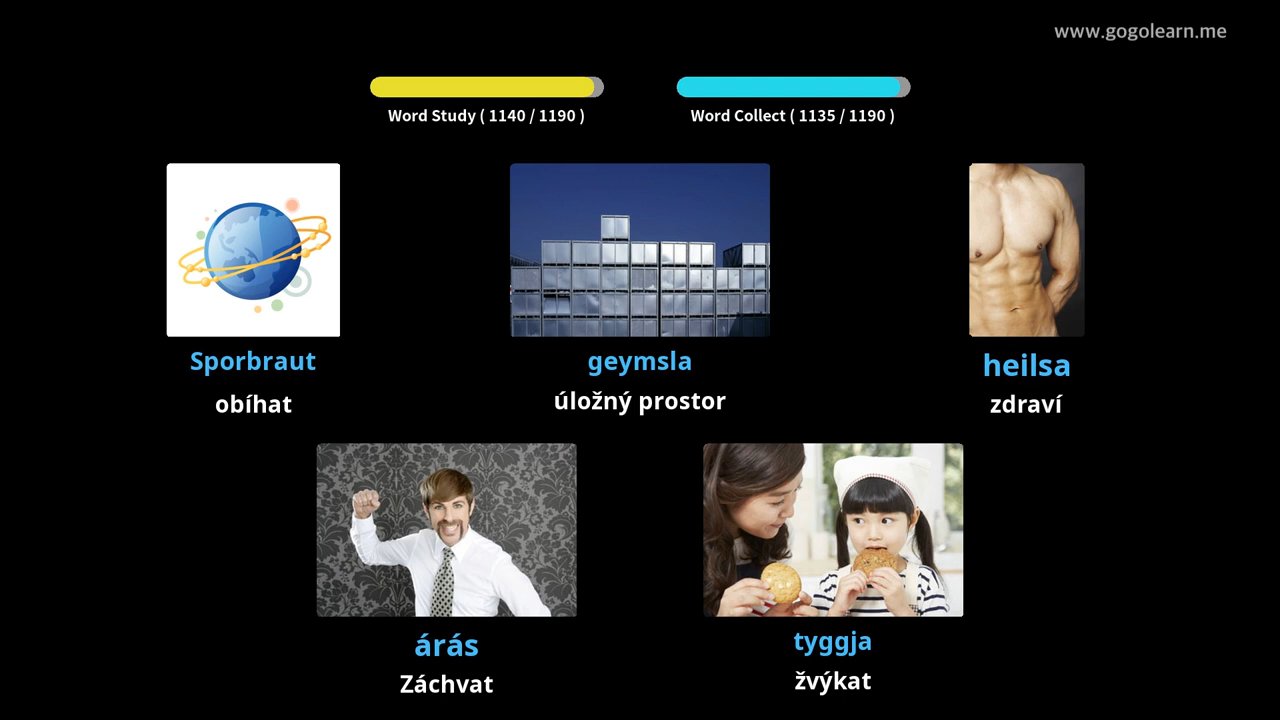 www.gogolearn.me
Word Study ( 1140 / 1190 )
Word Collect ( 1135 / 1190 )
Sporbraut
geymsla
heilsa
obíhat
úložný prostor
zdraví
árás
tyggja
Záchvat
žvýkat